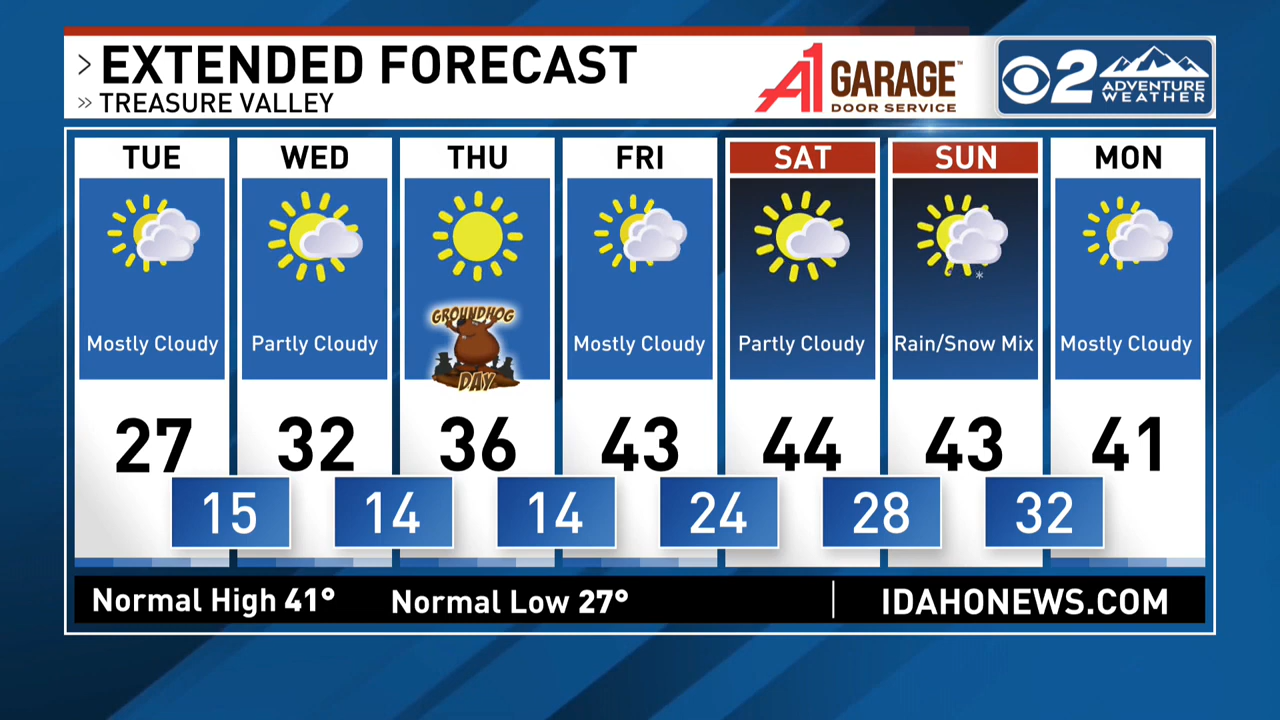 > EXTENDED FORECAST
» TREASURE VALLEY
A1 GARAGE™
DOOR SERVICE
2 ADVENTURE
WEATHER
TUE WED THU FRI SAT SUN MON
GROUNDHOG
DAY
Mostly Cloudy Partly Cloudy Mostly Cloudy Partly Cloudy Rain/Snow Mix Mostly Cloudy
27 32 36 43 44 43 41
15 14 14 24 28 32
Normal High 41° Normal Low 27° | IDAHONEWS.COM